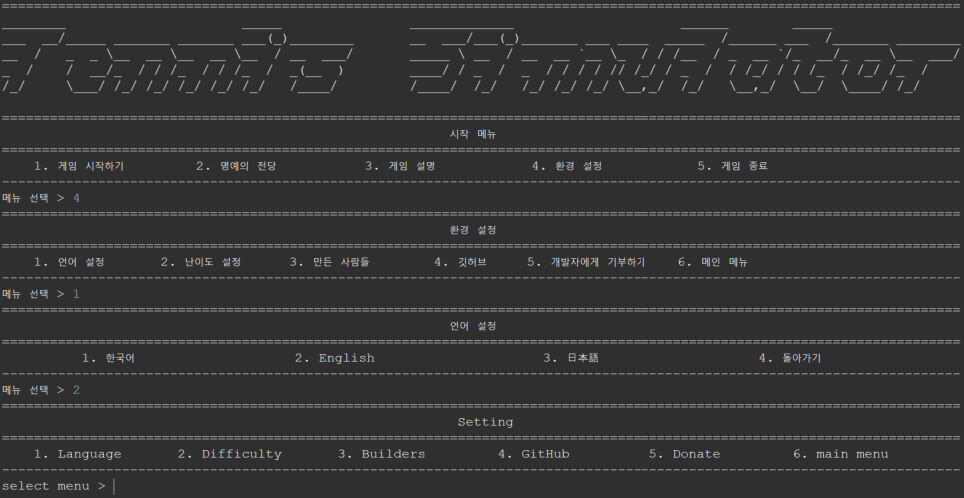 Tennis Simulator
시작 메뉴
1. 게임 시작하기 2. 명예의 전당 3. 게임 설명 4. 환경 설정 5. 게임 종료
메뉴 선택 > 4
환경 설정
1. 언어 설정 2. 난이도 설정 3. 만든 사람들 4. 깃허브 5. 개발자에게 기부하기 6. 메인 메뉴
메뉴 선택 > 1
언어 설정
1. 한국어 2. English 3. 日本語 4. 돌아가기
메뉴 선택 > 2
Setting
1. Language 2. Difficulty 3. Builders 4. GitHub 5. Donate 6. main menu
select menu >